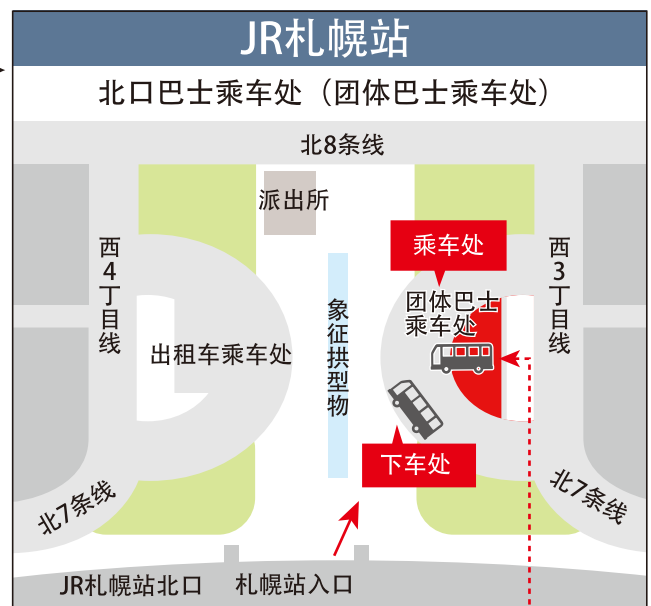 JR札幌站
北口巴士乘车处（团体巴士乘车处）
北8条线
派出所
乘车处
西4丁目线
西3丁目线
团体巴士
乘车处
象征拱型物
出租车乘车处
下车处
北7条线
北7条线
JR札幌站北口
札幌站入口